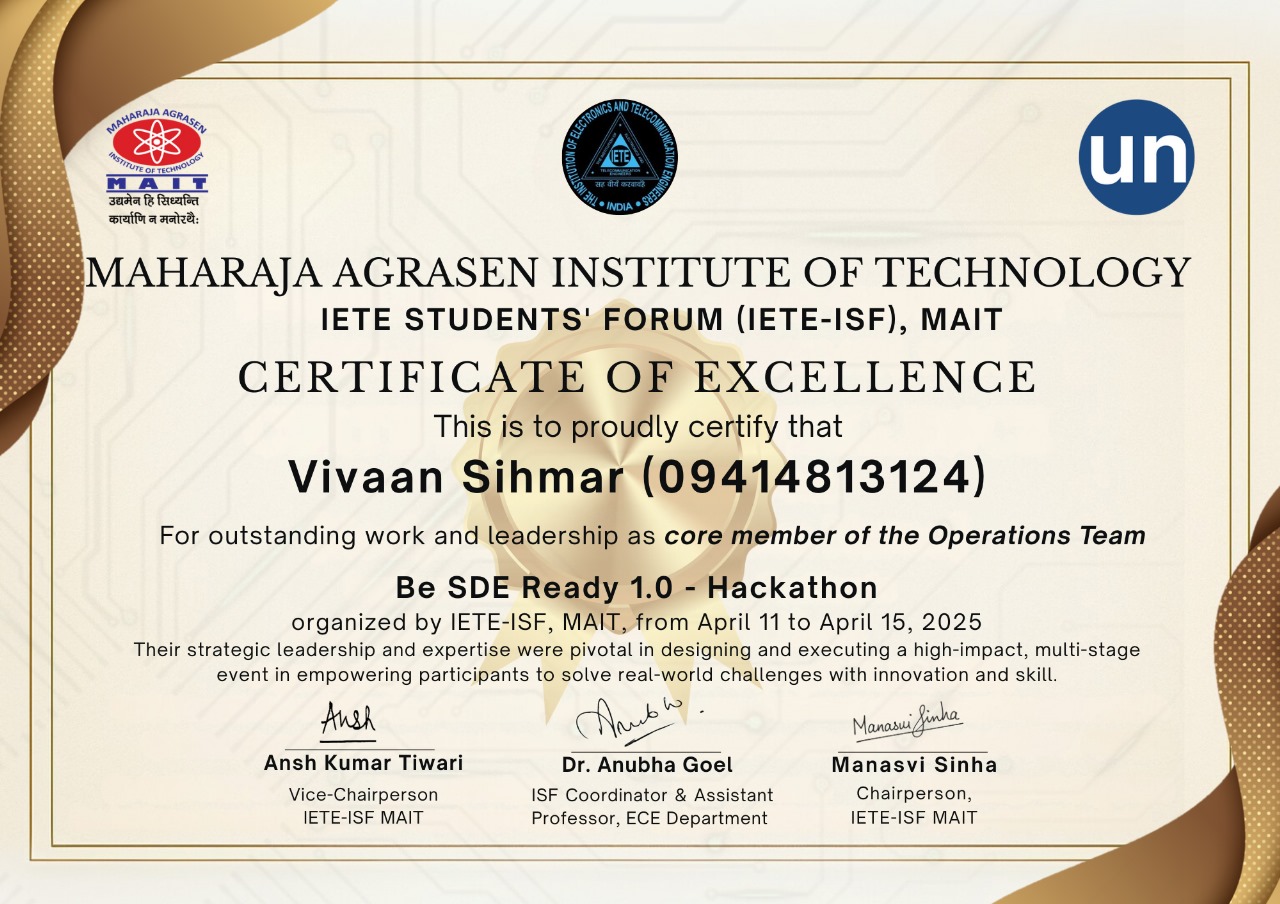 MAHARAJA AGRASEN
INSTITUTE OF TECHNOLOGY
MAIT
उद्यमेन हि सिध्यन्ति
कार्याणि न मनोरथै:
THE INSTITUTION OF ELECTRONICS AND TELECOMMUNICATION ENGINEERS
IETE
TELECOMMUNICATION
ENGINEERS
सह वीर्यं करवावहै
• INDIA •
un
MAHARAJA AGRASEN INSTITUTE OF TECHNOLOGY
IETE STUDENTS' FORUM (IETE-ISF), MAIT
CERTIFICATE OF EXCELLENCE
This is to proudly certify that
Vivaan Sihmar (09414813124)
For outstanding work and leadership as core member of the Operations Team
Be SDE Ready 1.0 - Hackathon
organized by IETE-ISF, MAIT, from April 11 to April 15, 2025
Their strategic leadership and expertise were pivotal in designing and executing a high-impact, multi-stage
event in empowering participants to solve real-world challenges with innovation and skill.
Ansh
Manasvi Sinha
Ansh Kumar Tiwari
Dr. Anubha Goel
Manasvi Sinha
Vice-Chairperson
IETE-ISF MAIT
ISF Coordinator & Assistant
Professor, ECE Department
Chairperson,
IETE-ISF MAIT